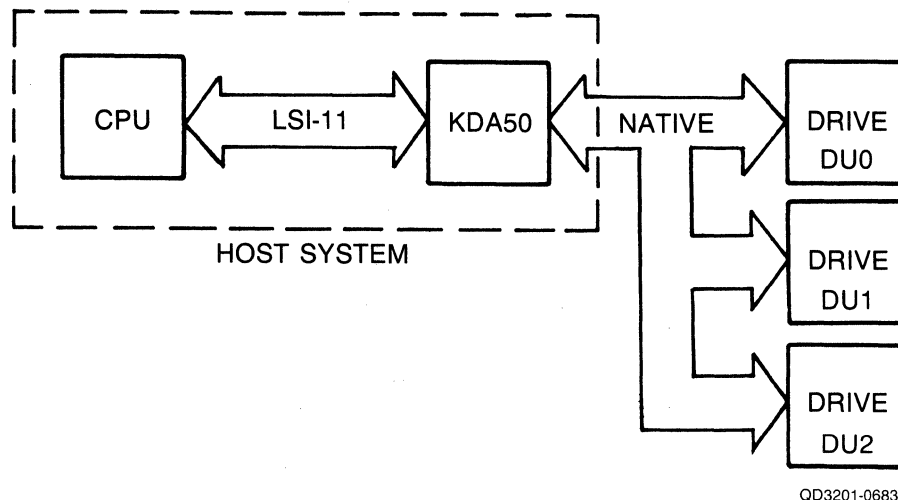 CPU
LSI-11
KDA50
NATIVE
DRIVE
DU0
DRIVE
DU1
DRIVE
DU2
HOST SYSTEM
QD3201-0683